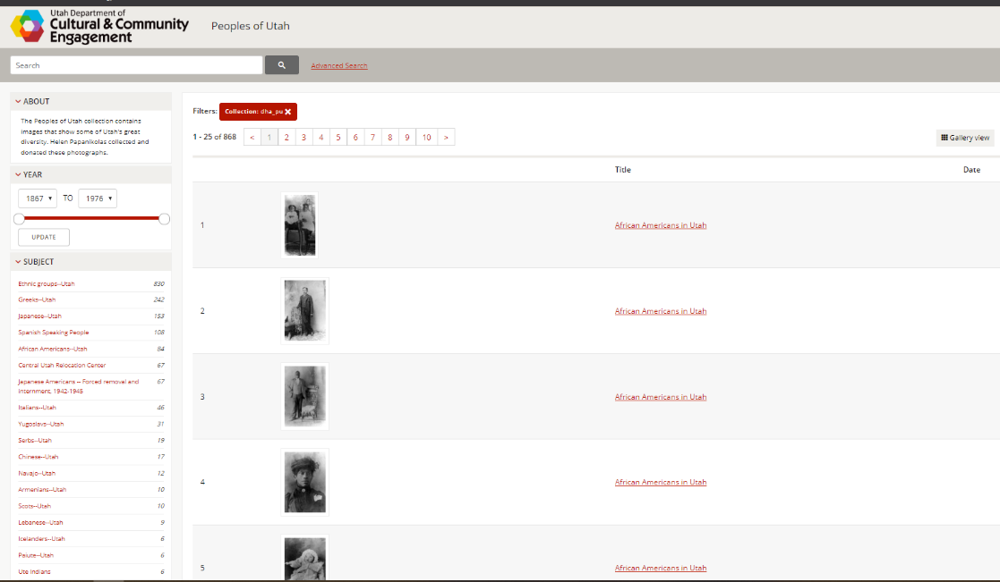 Utah Department of
Cultural & Community
Engagement
Peoples of Utah
Search
Advanced Search
ABOUT
The Peoples of Utah collection contains
images that show some of Utah's great
diversity. Helen Papanikolas collected and
donated these photographs.
YEAR
1867 TO 1976
UPDATE
SUBJECT
Ethnic groups--Utah 830
Greeks--Utah 242
Japanese--Utah 153
Spanish Speaking People 108
African Americans--Utah 84
Central Utah Relocation Center 67
Japanese Americans -- Forced removal and 67
internment, 1942-1945
Italians--Utah 46
Yugoslavs--Utah 31
Serbs--Utah 19
Chinese--Utah 17
Navajo--Utah 12
Armenians--Utah 10
Scots--Utah 10
Lebanese--Utah 9
Icelanders--Utah 6
Paiute--Utah 6
Ute Indians 6
Filters: Collection: dha_pu
1 - 25 of 868 < 1 2 3 4 5 6 7 8 9 10 >
Gallery view
Title Date
1 African Americans in Utah
2 African Americans in Utah
3 African Americans in Utah
4 African Americans in Utah
5 African Americans in Utah